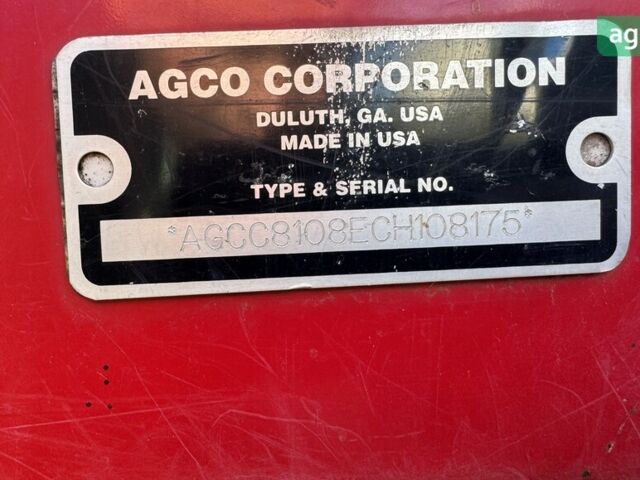 ag
AGCO CORPORATION
DULUTH, GA. USA
MADE IN USA
TYPE & SERIAL NO.
*AGCC8108ECH108175*